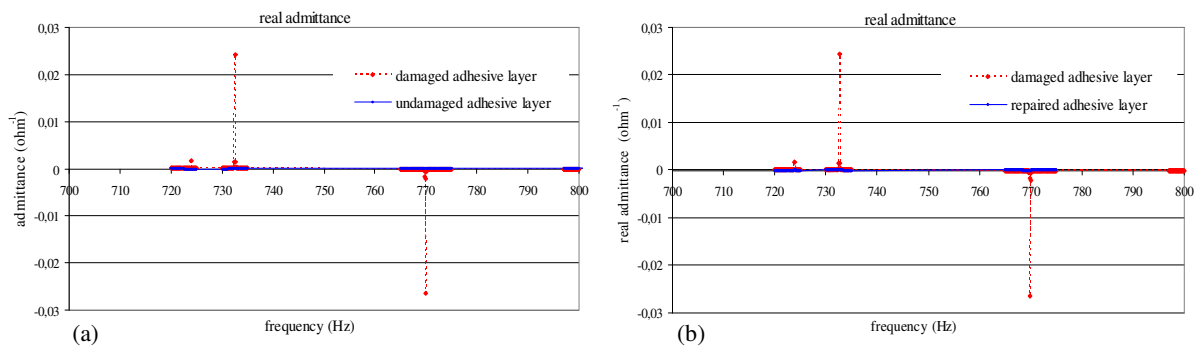 real admittance
0,03
0,02
0,01
0
-0,01
-0,02
-0,03
700 710 720 730 740 750 760 770 780 790 800
admittance (ohm⁻¹)
frequency (Hz)
damaged adhesive layer
undamaged adhesive layer
(a)
real admittance
0,03
0,02
0,01
0
-0,01
-0,02
-0,03
700 710 720 730 740 750 760 770 780 790 800
real admittance (ohm⁻¹)
frequency (Hz)
damaged adhesive layer
repaired adhesive layer
(b)